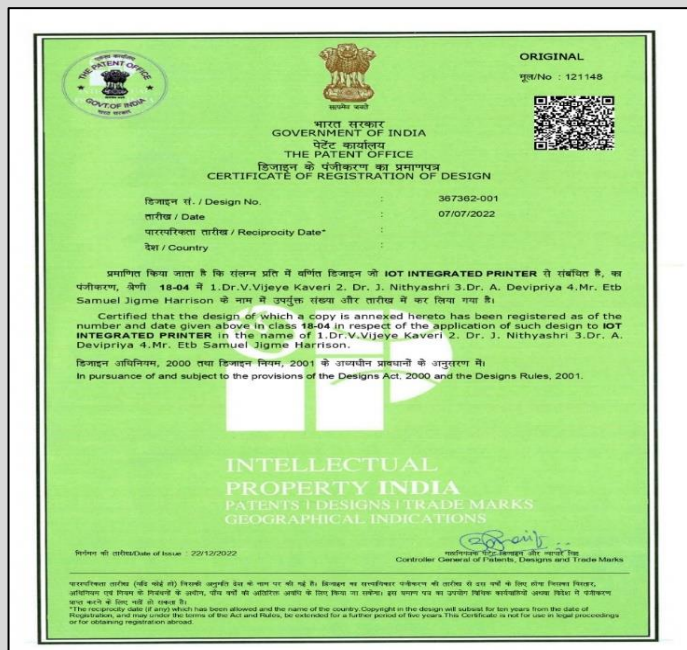 THE PATENT OFFICE
GOVT.OF INDIA
ORIGINAL
मूल/No : 121148
सत्यमेव जयते
भारत सरकार
GOVERNMENT OF INDIA
पेटेंट कार्यालय
THE PATENT OFFICE
डिजाइन के पंजीकरण का प्रमाणपत्र
CERTIFICATE OF REGISTRATION OF DESIGN
डिजाइन सं. / Design No. : 367362-001
तारीख / Date : 07/07/2022
पारस्परिकता तारीख / Reciprocity Date* :
देश / Country :
प्रमाणित किया जाता है कि संलग्न प्रति में वर्णित डिजाइन जो IOT INTEGRATED PRINTER से संबंधित है, का
पंजीकरण, श्रेणी 18-04 में 1.Dr.V.Vijeye Kaveri 2. Dr. J. Nithyashri 3.Dr. A. Devipriya 4.Mr. Etb
Samuel Jigme Harrison के नाम में उपर्युक्त संख्या और तारीख में कर लिया गया है।
Certified that the design of which a copy is annexed hereto has been registered as of the
number and date given above in class 18-04 in respect of the application of such design to IOT
INTEGRATED PRINTER in the name of 1.Dr.V.Vijeye Kaveri 2. Dr. J. Nithyashri 3.Dr. A.
Devipriya 4.Mr. Etb Samuel Jigme Harrison.
डिजाइन अधिनियम, 2000 तथा डिजाइन नियम, 2001 के अध्यधीन प्रावधानों के अनुसरण में।
In pursuance of and subject to the provisions of the Designs Act, 2000 and the Designs Rules, 2001.
INTELLECTUAL
PROPERTY INDIA
PATENTS | DESIGNS | TRADE MARKS
GEOGRAPHICAL INDICATIONS
निर्गमन की तारीख/Date of Issue : 22/12/2022
महानियंत्रक पेटेंट, डिजाइन और व्यापार चिह्न
Controller General of Patents, Designs and Trade Marks
*The reciprocity date (if any) which has been allowed and the name of the country. Copyright in the design will subsist for ten years from the date of
Registration, and may under the terms of the Act and Rules, be extended for a further period of five years. This Certificate is not for use in legal proceedings
or for obtaining registration abroad.